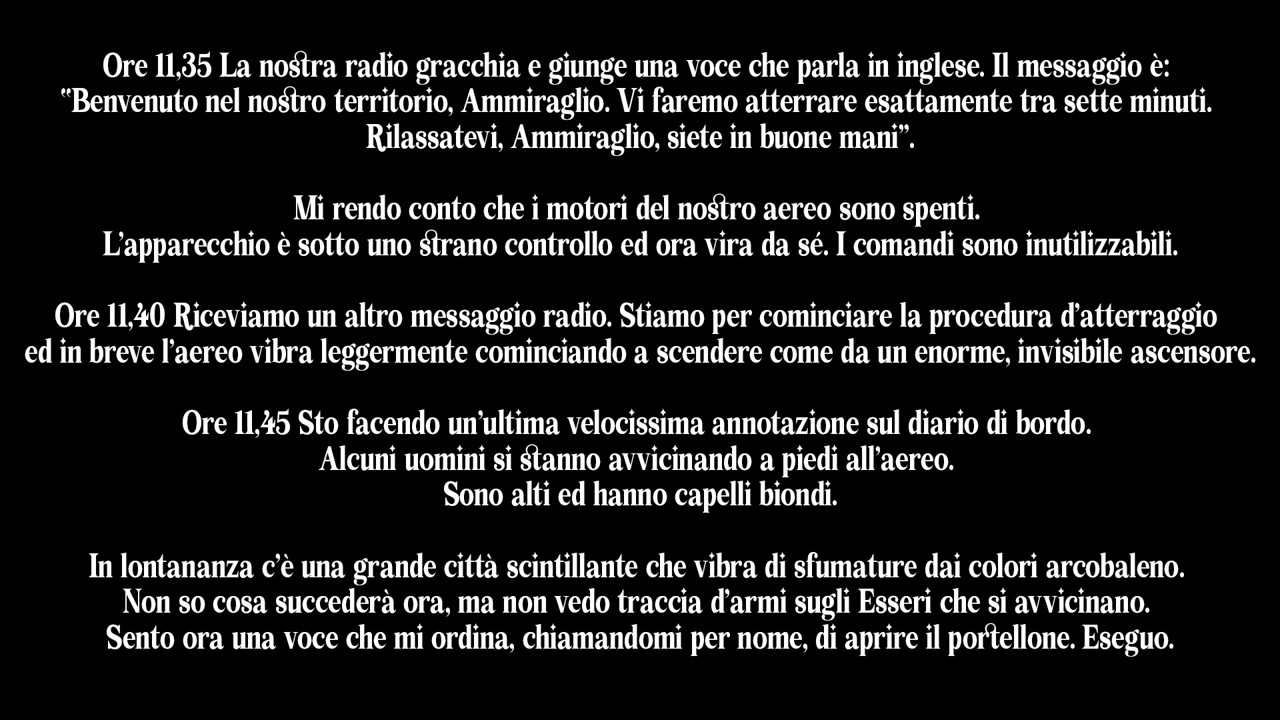 Ore 11,35 La nostra radio gracchia e giunge una voce che parla in inglese. Il messaggio è:
"Benvenuto nel nostro territorio, Ammiraglio. Vi faremo atterrare esattamente tra sette minuti.
Rilassatevi, Ammiraglio, siete in buone mani”.
Mi rendo conto che i motori del nostro aereo sono spenti.
L’apparecchio è sotto uno strano controllo ed ora vira da sé. I comandi sono inutilizzabili.
Ore 11,40 Riceviamo un altro messaggio radio. Stiamo per cominciare la procedura d’atterraggio
ed in breve l’aereo vibra leggermente cominciando a scendere come da un enorme, invisibile ascensore.
Ore 11,45 Sto facendo un’ultima velocissima annotazione sul diario di bordo.
Alcuni uomini si stanno avvicinando a piedi all’aereo.
Sono alti ed hanno capelli biondi.
In lontananza c’è una grande città scintillante che vibra di sfumature dai colori arcobaleno.
Non so cosa succederà ora, ma non vedo traccia d’armi sugli Esseri che si avvicinano.
Sento ora una voce che mi ordina, chiamandomi per nome, di aprire il portellone. Eseguo.